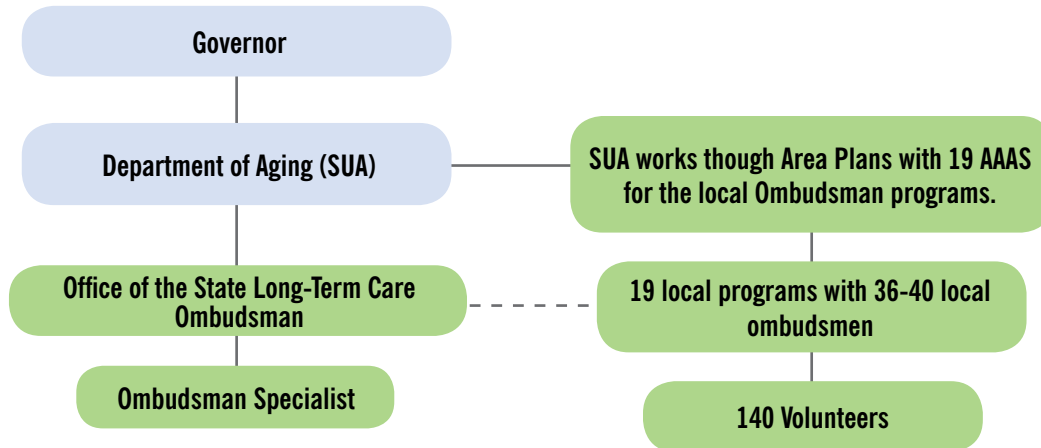 Governor
Department of Aging (SUA)
SUA works though Area Plans with 19 AAAS
for the local Ombudsman programs.
Office of the State Long-Term Care
Ombudsman
19 local programs with 36-40 local
ombudsmen
Ombudsman Specialist
140 Volunteers